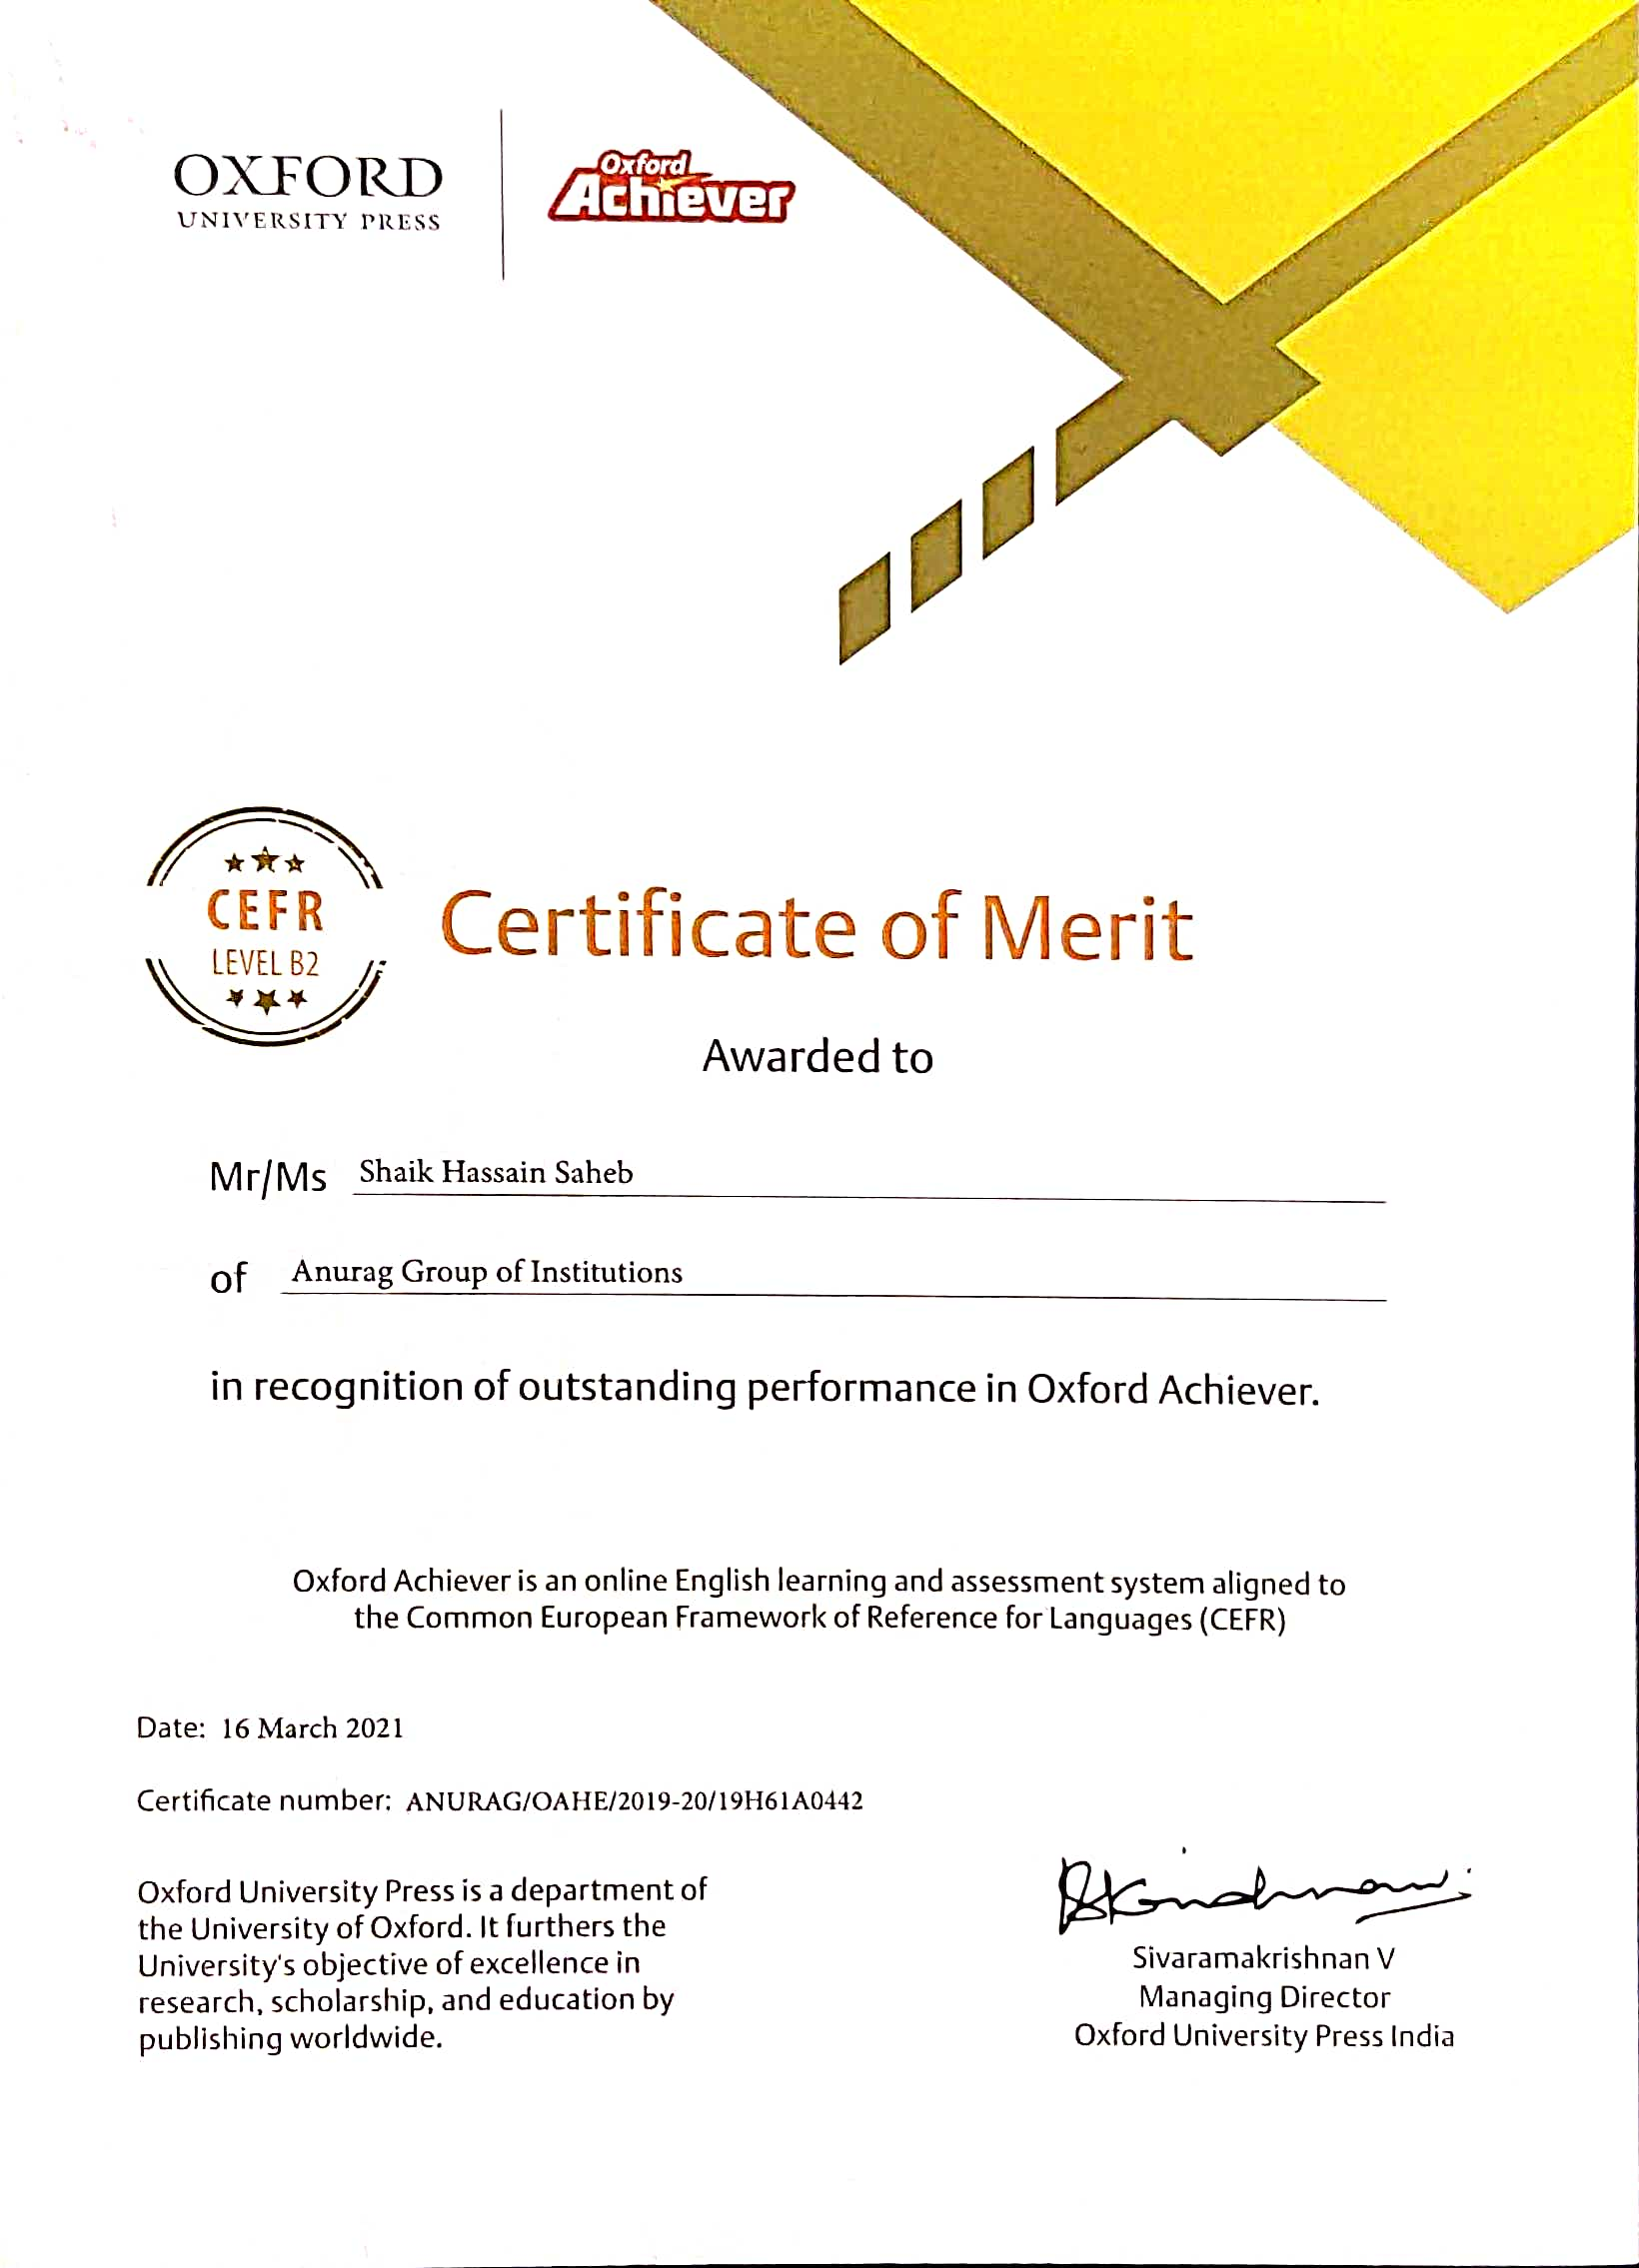 OXFORD
UNIVERSITY PRESS
Oxford
Achiever
CEFR
LEVEL B2
Certificate of Merit
Awarded to
Mr/Ms Shaik Hassain Saheb
of Anurag Group of Institutions
in recognition of outstanding performance in Oxford Achiever.
Oxford Achiever is an online English learning and assessment system aligned to
the Common European Framework of Reference for Languages (CEFR)
Date: 16 March 2021
Certificate number: ANURAG/OAHE/2019-20/19H61A0442
Oxford University Press is a department of
the University of Oxford. It furthers the
University's objective of excellence in
research, scholarship, and education by
publishing worldwide.
Sivaramakrishnan V
Managing Director
Oxford University Press India